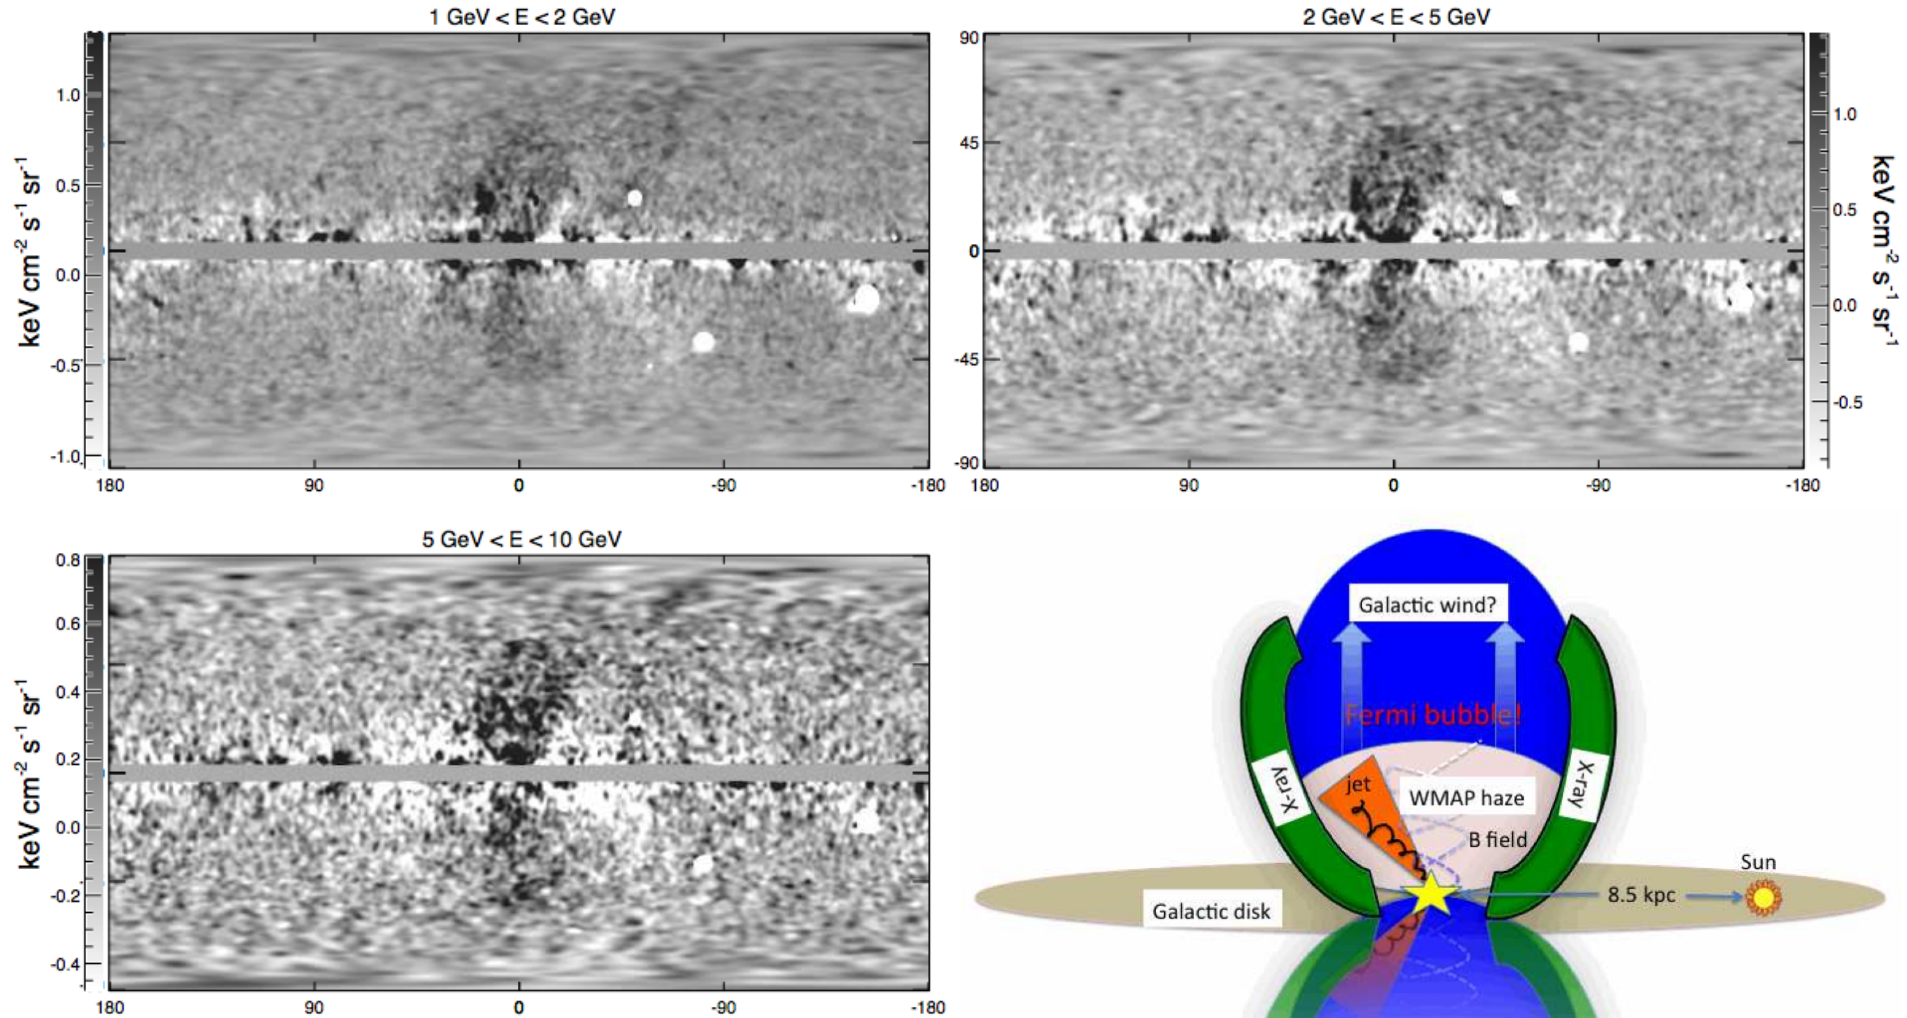 1 GeV < E < 2 GeV
1.0
0.5
0.0
-0.5
-1.0
keV cm⁻² s⁻¹ sr⁻¹
180 90 0 -90 -180
2 GeV < E < 5 GeV
90
45
0
-45
-90
180 90 0 -90 -180
1.0
0.5
0.0
-0.5
keV cm⁻² s⁻¹ sr⁻¹
5 GeV < E < 10 GeV
0.8
0.6
0.4
0.2
0.0
-0.2
-0.4
keV cm⁻² s⁻¹ sr⁻¹
180 90 0 -90 -180
Galactic wind?
Fermi bubble!
X-ray
jet
WMAP haze
X-ray
B field
Sun
8.5 kpc
Galactic disk